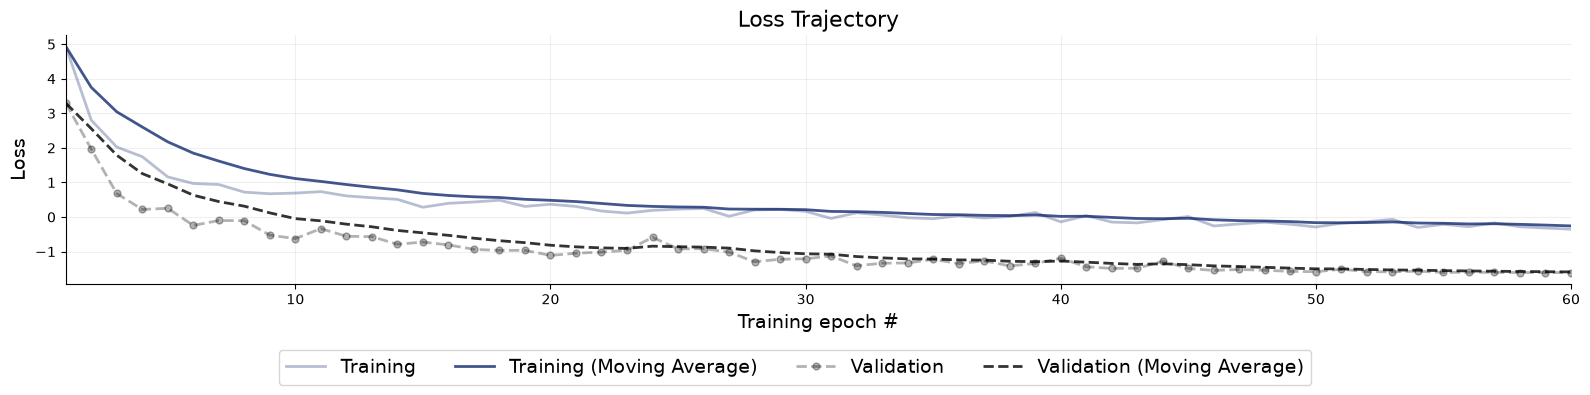 Loss Trajectory
5
4
3
2
1
0
−1
Loss
10
20
30
40
50
60
Training epoch #
Training
Training (Moving Average)
Validation
Validation (Moving Average)